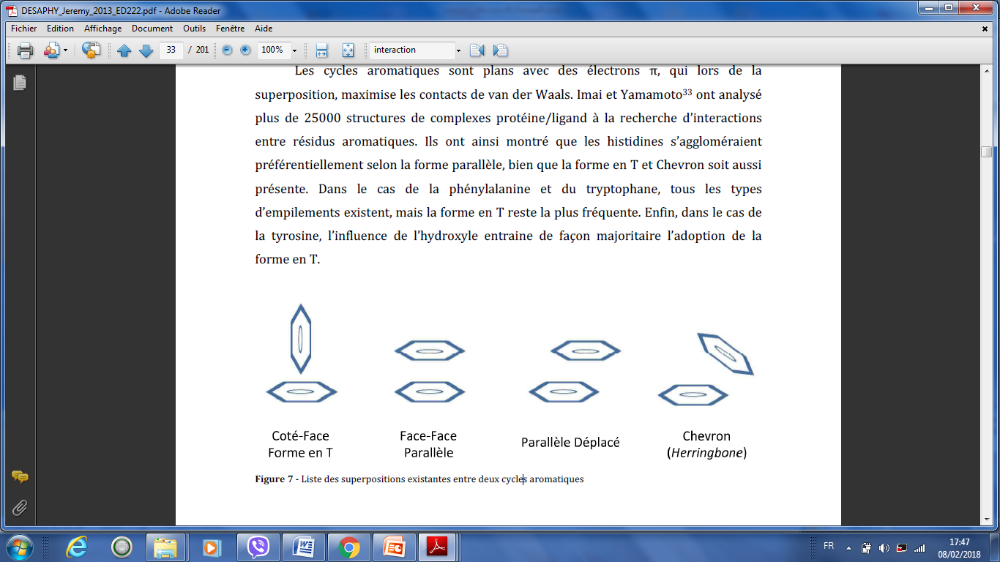 DESAPHY_Jeremy_2013_ED222.pdf - Adobe Reader
Fichier Edition Affichage Document Outils Fenêtre Aide
33 / 201 100% interaction
Les cycles aromatiques sont plans avec des électrons π, qui lors de la
superposition, maximise les contacts de van der Waals. Imai et Yamamoto³³ ont analysé
plus de 25000 structures de complexes protéine/ligand à la recherche d’interactions
entre résidus aromatiques. Ils ont ainsi montré que les histidines s’aggloméraient
préférentiellement selon la forme parallèle, bien que la forme en T et Chevron soit aussi
présente. Dans le cas de la phénylalanine et du tryptophane, tous les types
d’empilements existent, mais la forme en T reste la plus fréquente. Enfin, dans le cas de
la tyrosine, l’influence de l’hydroxyle entraine de façon majoritaire l’adoption de la
forme en T.
Coté-Face
Forme en T
Face-Face
Parallèle
Parallèle Déplacé
Chevron
(Herringbone)
Figure 7 - Liste des superpositions existantes entre deux cycles aromatiques
FR
17:47
08/02/2018